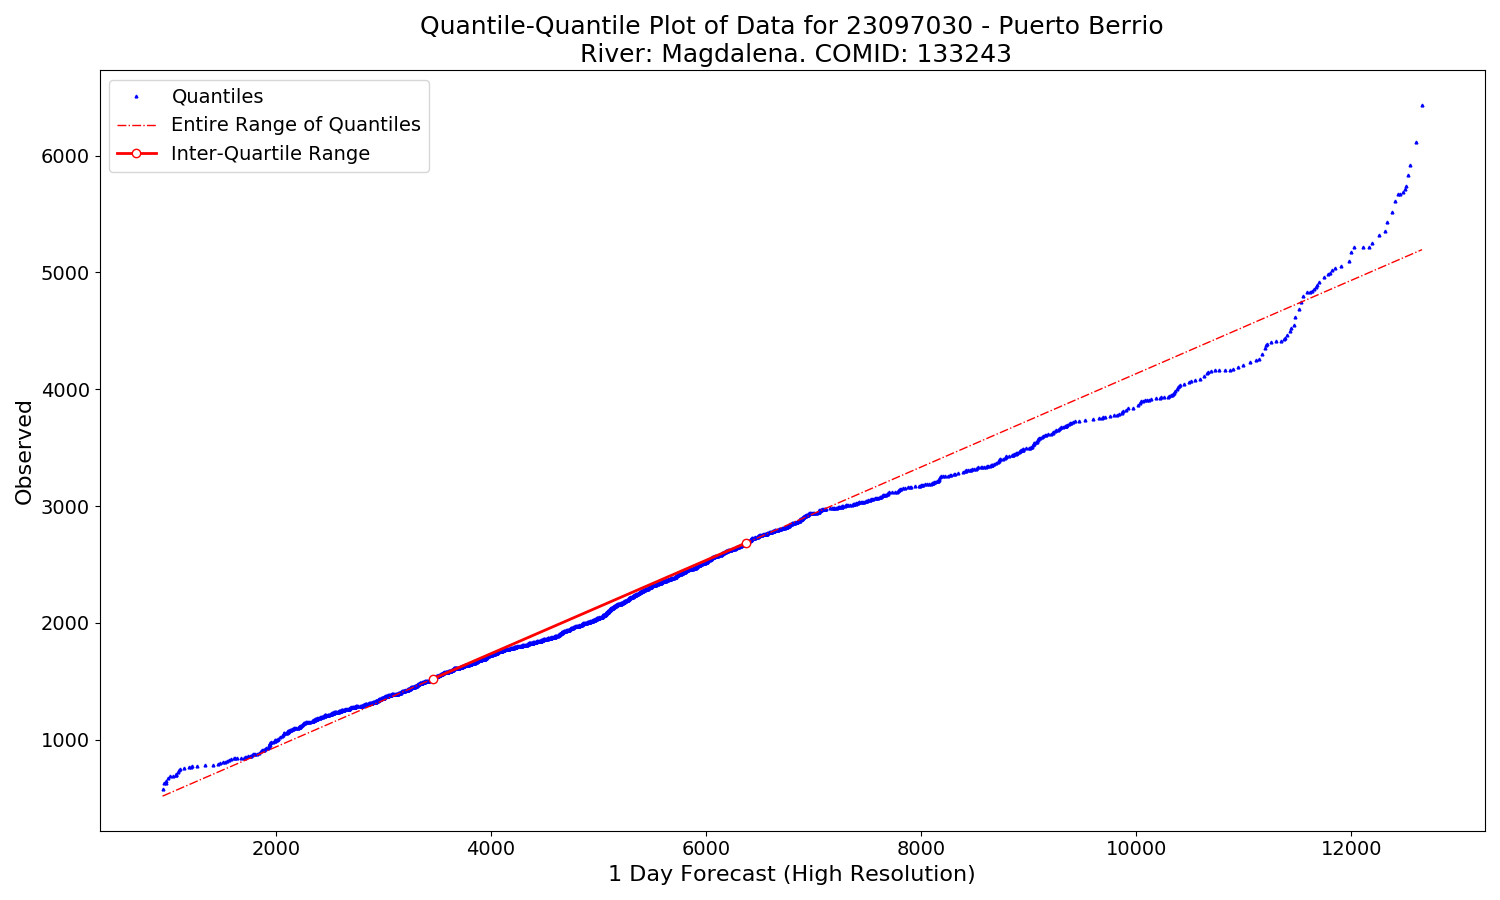 Quantile-Quantile Plot of Data for 23097030 - Puerto Berrio
River: Magdalena. COMID: 133243
Quantiles
Entire Range of Quantiles
Inter-Quartile Range
6000
5000
4000
3000
2000
1000
Observed
2000 4000 6000 8000 10000 12000
1 Day Forecast (High Resolution)